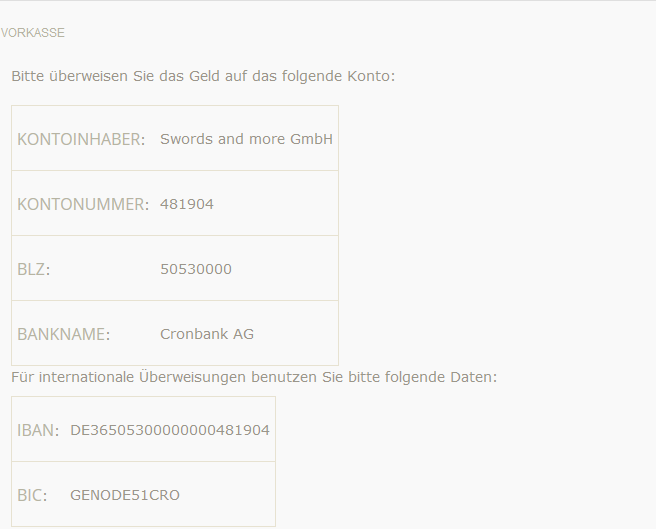 VORKASSE
Bitte überweisen Sie das Geld auf das folgende Konto:
KONTOINHABER: Swords and more GmbH
KONTONUMMER: 481904
BLZ: 50530000
BANKNAME: Cronbank AG
Für internationale Überweisungen benutzen Sie bitte folgende Daten:
IBAN: DE36505300000000481904
BIC: GENODE51CRO